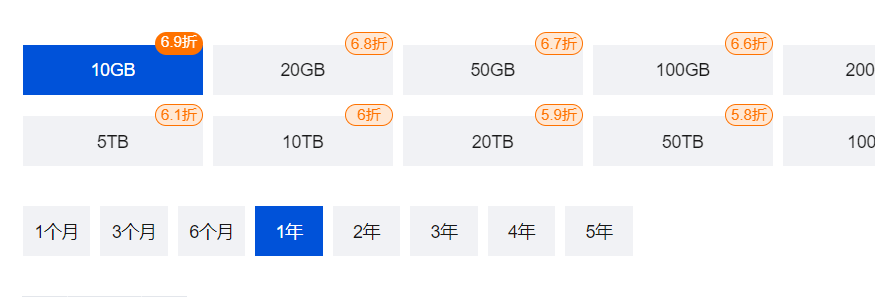 6.9折 6.8折 6.7折 6.6折
10GB 20GB 50GB 100GB 200
6.1折 6折 5.9折 5.8折
5TB 10TB 20TB 50TB 100
1个月 3个月 6个月 1年 2年 3年 4年 5年